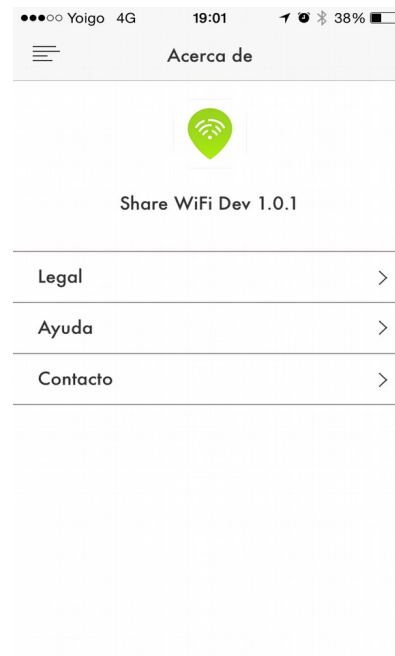 Yoigo 4G 19:01 38%
Acerca de
Share WiFi Dev 1.0.1
Legal
Ayuda
Contacto